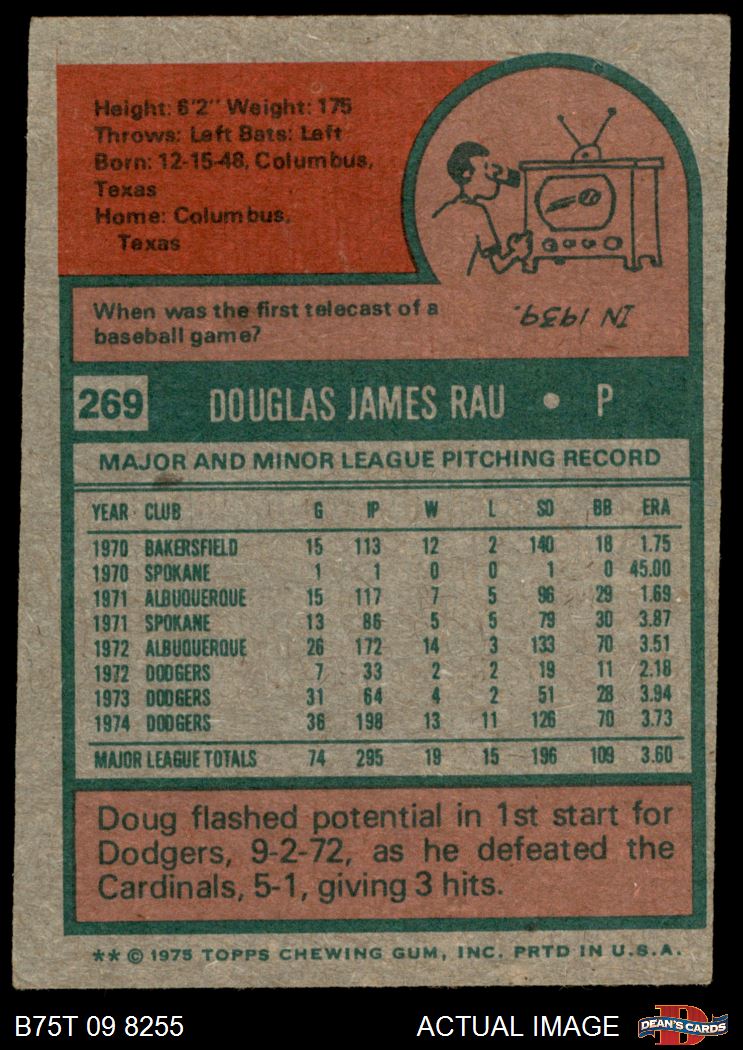 Height: 6'2" Weight: 175
Throws: Left Bats: Left
Born: 12-15-48, Columbus,
Texas
Home: Columbus,
Texas
When was the first telecast of a
baseball game?
IN 1939.
269 DOUGLAS JAMES RAU • P
MAJOR AND MINOR LEAGUE PITCHING RECORD
YEAR CLUB G IP W L SO BB ERA
1970 BAKERSFIELD 15 113 12 2 140 18 1.75
1970 SPOKANE 1 1 0 0 1 0 45.00
1971 ALBUQUERQUE 15 117 7 5 96 29 1.69
1971 SPOKANE 13 86 5 5 79 30 3.87
1972 ALBUQUERQUE 26 172 14 3 133 70 3.51
1972 DODGERS 7 33 2 2 19 11 2.18
1973 DODGERS 31 64 4 2 51 28 3.94
1974 DODGERS 36 198 13 11 126 70 3.73
MAJOR LEAGUE TOTALS 74 295 19 15 196 109 3.60
Doug flashed potential in 1st start for
Dodgers, 9-2-72, as he defeated the
Cardinals, 5-1, giving 3 hits.
** © 1975 TOPPS CHEWING GUM, INC. PRTD IN U.S.A.
B75T 09 8255 ACTUAL IMAGE D DEAN'S CARDS